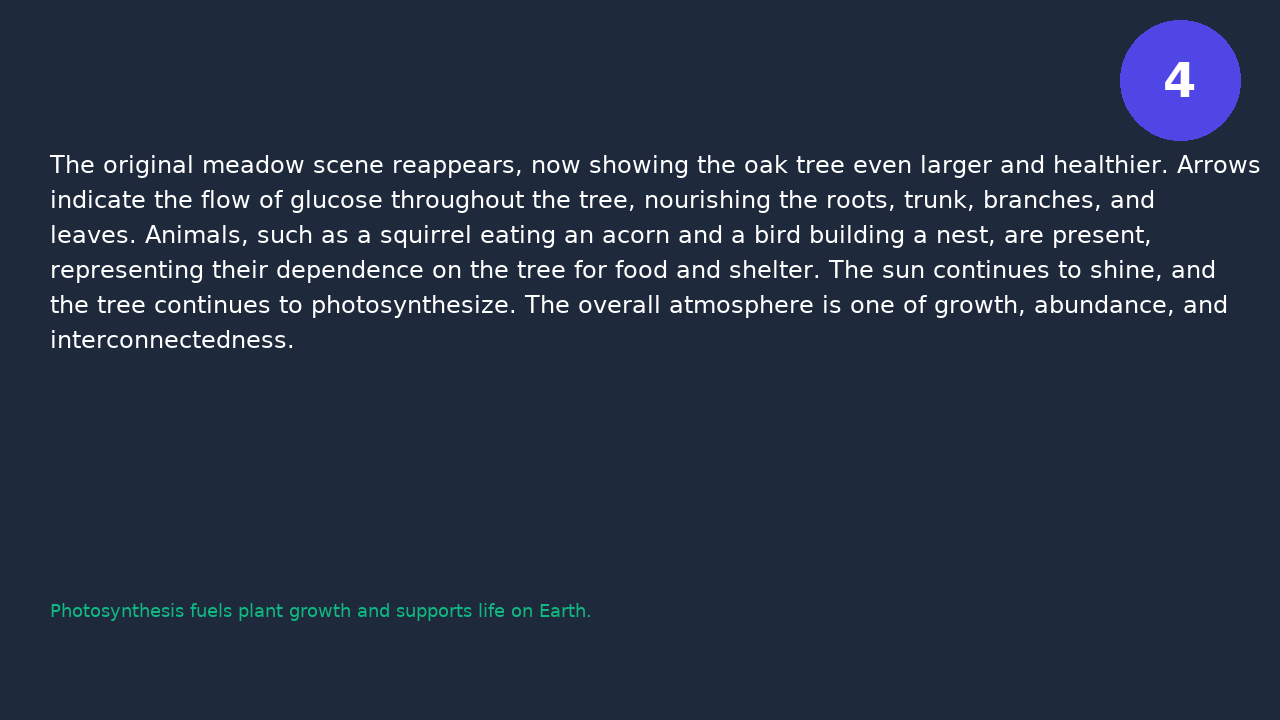 4
The original meadow scene reappears, now showing the oak tree even larger and healthier. Arrows
indicate the flow of glucose throughout the tree, nourishing the roots, trunk, branches, and
leaves. Animals, such as a squirrel eating an acorn and a bird building a nest, are present,
representing their dependence on the tree for food and shelter. The sun continues to shine, and
the tree continues to photosynthesize. The overall atmosphere is one of growth, abundance, and
interconnectedness.
Photosynthesis fuels plant growth and supports life on Earth.